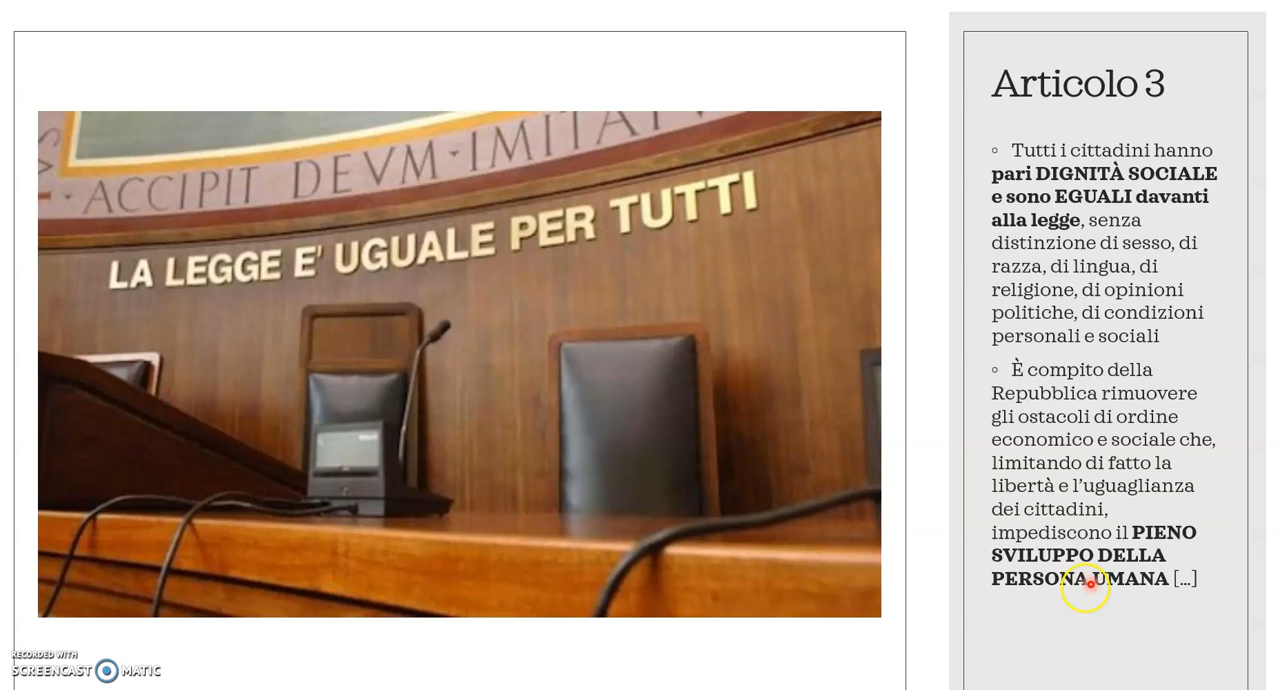 ACCIPIT DEVM · IMITAT
LA LEGGE E' UGUALE PER TUTTI
Articolo 3
◦ Tutti i cittadini hanno
pari DIGNITÀ SOCIALE
e sono EGUALI davanti
alla legge, senza
distinzione di sesso, di
razza, di lingua, di
religione, di opinioni
politiche, di condizioni
personali e sociali
◦ È compito della
Repubblica rimuovere
gli ostacoli di ordine
economico e sociale che,
limitando di fatto la
libertà e l’uguaglianza
dei cittadini,
impediscono il PIENO
SVILUPPO DELLA
PERSONA UMANA [...]
RECORDED WITH
SCREENCAST MATIC